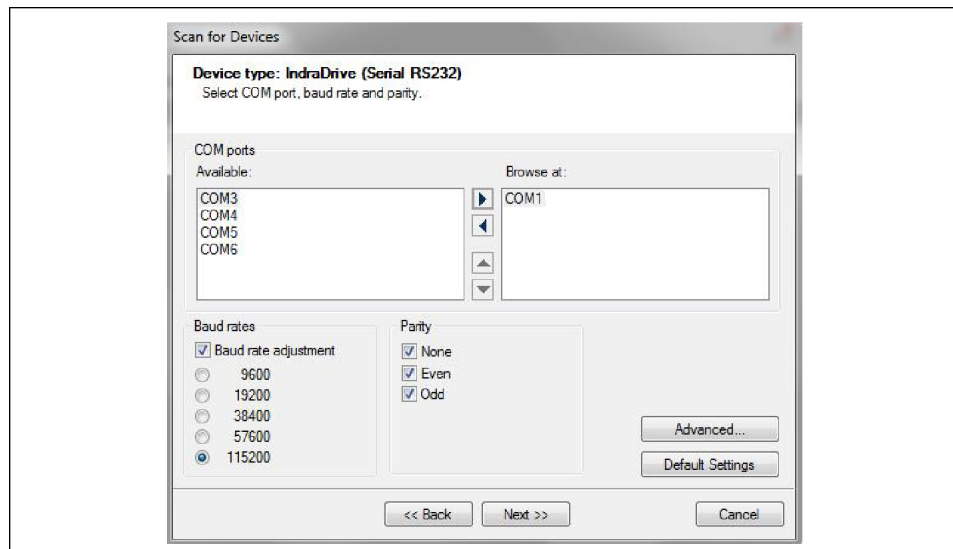 Scan for Devices
Device type: IndraDrive (Serial RS232)
Select COM port, baud rate and parity.
COM ports
Available:
Browse at:
COM3
COM4
COM5
COM6
COM1
Baud rates
Baud rate adjustment
9600
19200
38400
57600
115200
Parity
None
Even
Odd
Advanced...
Default Settings
<< Back
Next >>
Cancel